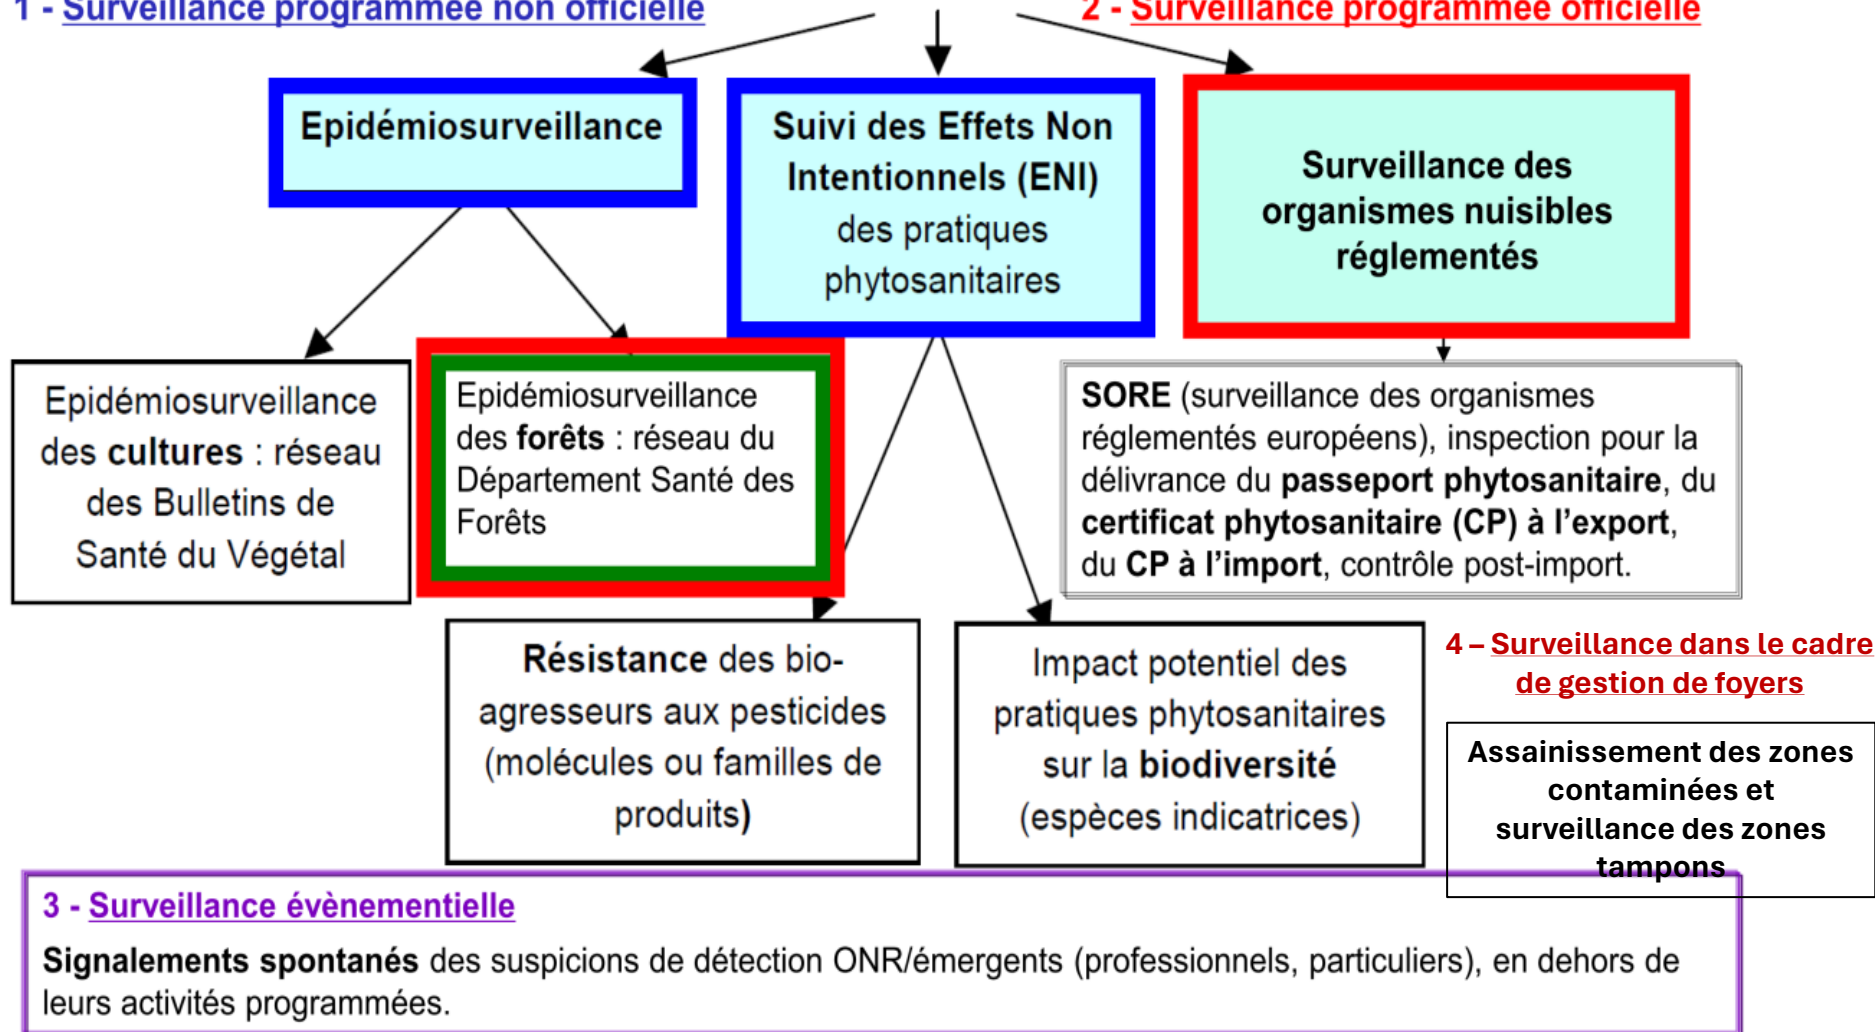 1 - Surveillance programmée non officielle
2 - Surveillance programmée officielle
Epidémiosurveillance
Suivi des Effets Non
Intentionnels (ENI)
des pratiques
phytosanitaires
Surveillance des
organismes nuisibles
réglementés
Epidémiosurveillance
des cultures : réseau
des Bulletins de
Santé du Végétal
Epidémiosurveillance
des forêts : réseau du
Département Santé des
Forêts
SORE (surveillance des organismes
réglementés européens), inspection pour la
délivrance du passeport phytosanitaire, du
certificat phytosanitaire (CP) à l'export,
du CP à l'import, contrôle post-import.
Résistance des bio-
agresseurs aux pesticides
(molécules ou familles de
produits)
Impact potentiel des
pratiques phytosanitaires
sur la biodiversité
(espèces indicatrices)
4 – Surveillance dans le cadre
de gestion de foyers
Assainissement des zones
contaminées et
surveillance des zones
tampons
3 - Surveillance évènementielle
Signalements spontanés des suspicions de détection ONR/émergents (professionnels, particuliers), en dehors de
leurs activités programmées.